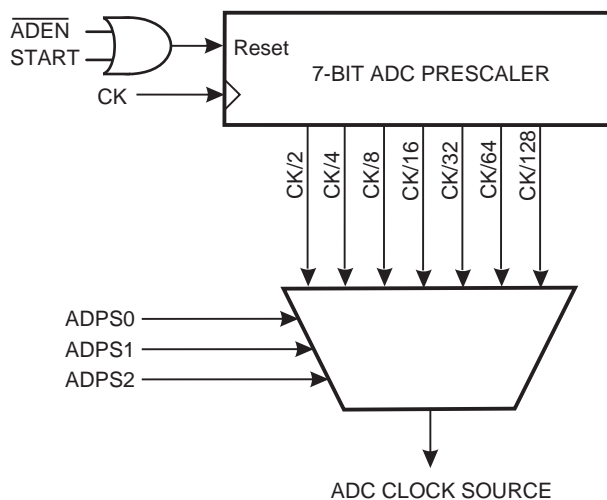 ADEN
START
Reset
7-BIT ADC PRESCALER
CK
CK/2
CK/4
CK/8
CK/16
CK/32
CK/64
CK/128
ADPS0
ADPS1
ADPS2
ADC CLOCK SOURCE